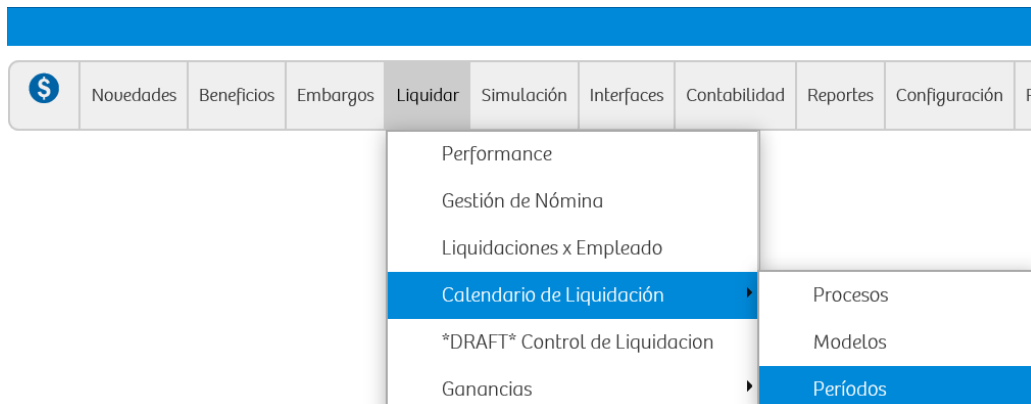 $
Novedades Beneficios Embargos Liquidar Simulación Interfaces Contabilidad Reportes Configuración
Performance
Gestión de Nómina
Liquidaciones x Empleado
Calendario de Liquidación Procesos
*DRAFT* Control de Liquidacion Modelos
Ganancias Períodos